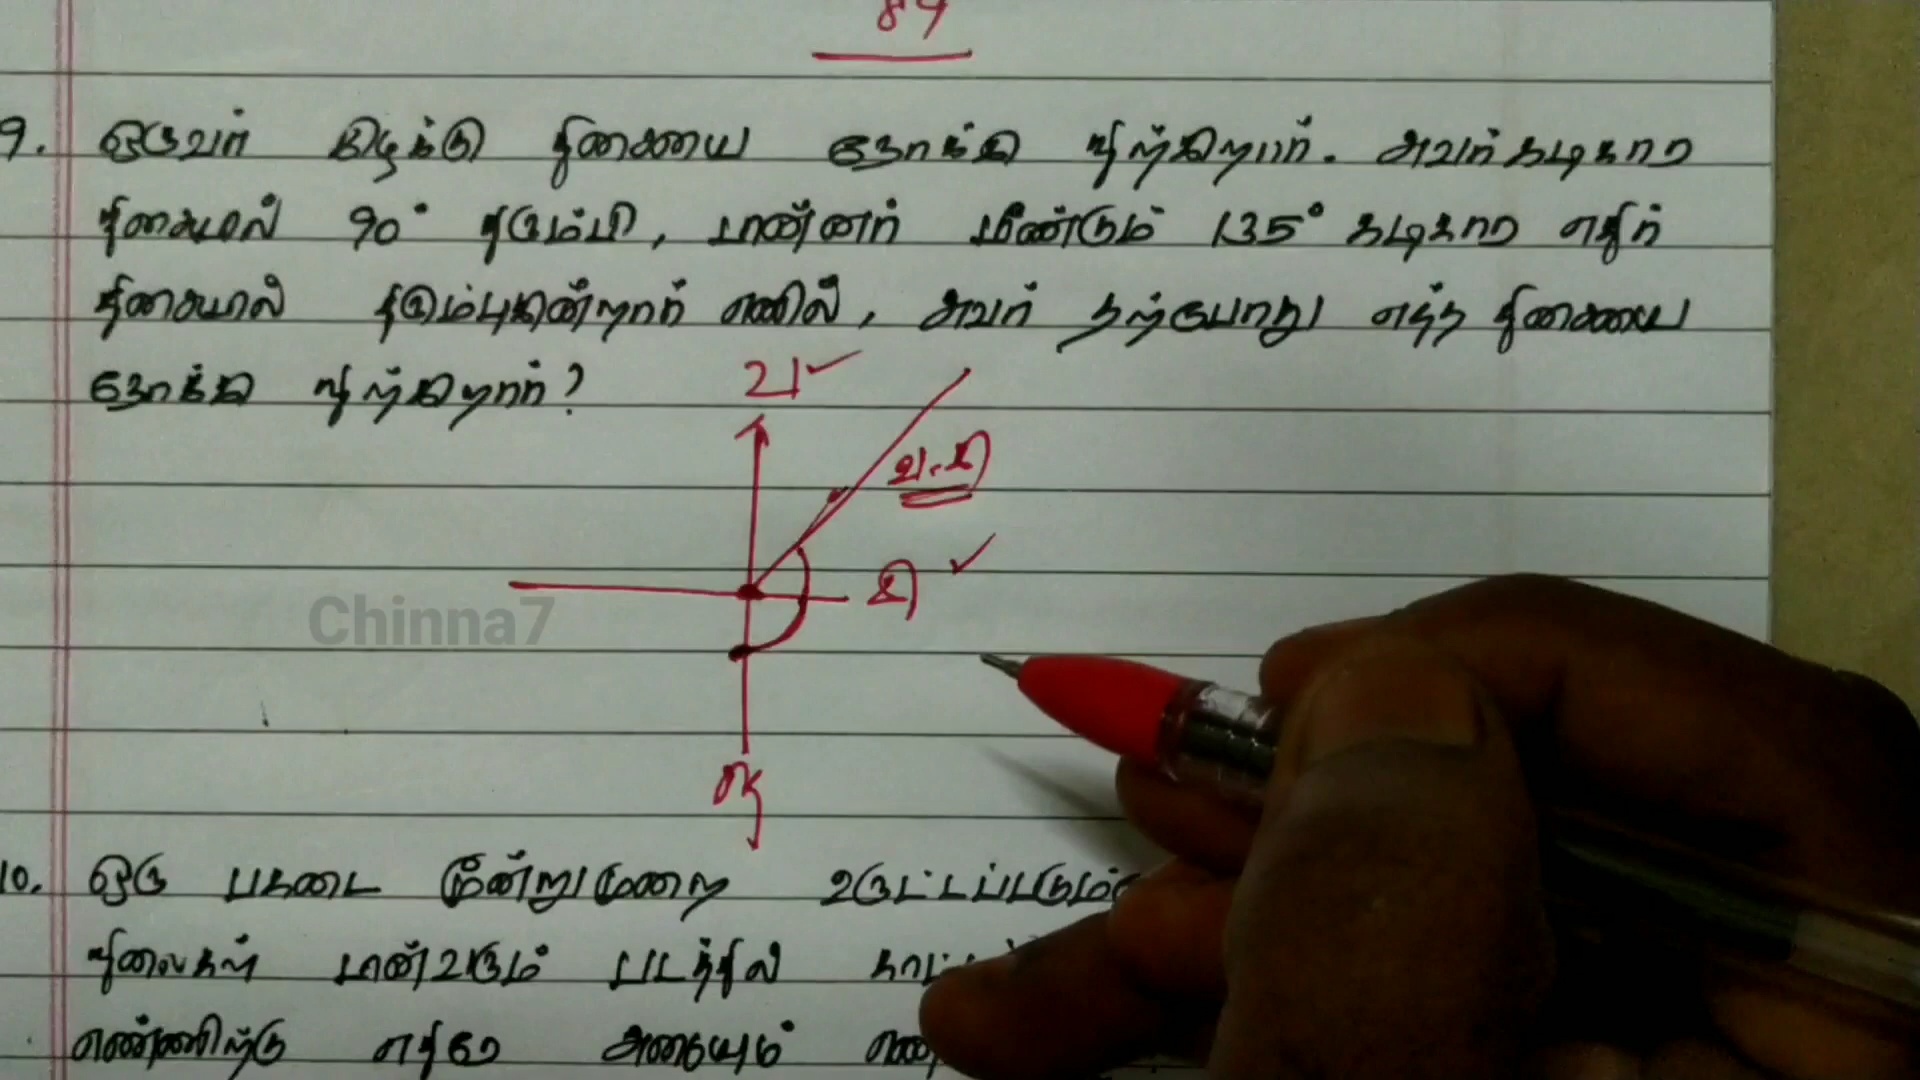 89
9. ஒருவர் கிழக்கு திசையை நோக்கி நிற்கிறார். அவர் கடிகார
திசையில் 90° திரும்பி, பின்னர் மீண்டும் 135° கடிகார எதிர்
திசையில் திரும்புகின்றார் எனில், அவர் தற்போது எந்த திசையை
நோக்கி நிற்கிறார்?
வ
வ.கி
கி
Chinna7
தெ
10. ஒரு பகடை மூன்றுமுறை உருட்டப்படும்
நிலைகள் பின்வரும் படத்தில்
எண்ணிற்கு எதிரே அமையும்